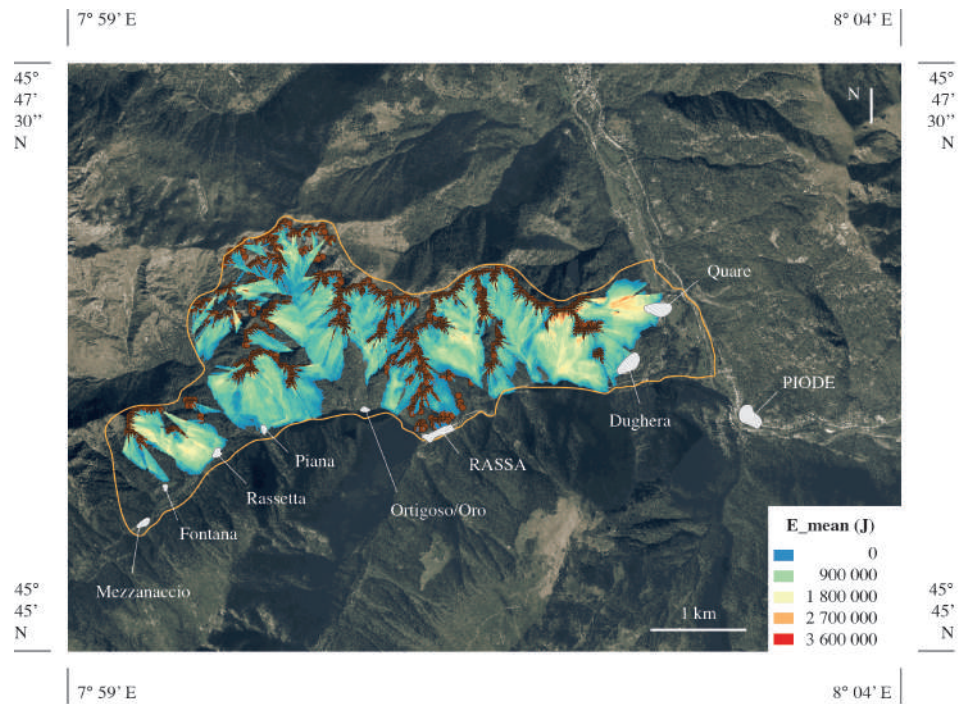 7° 59’ E
8° 04’ E
45°
47’
30’’
N
45°
47’
30’’
N
N
Quare
PIODE
Dughera
RASSA
Piana
Ortigoso/Oro
Rassetta
Fontana
Mezzanaccio
E_mean (J)
0
900 000
1 800 000
2 700 000
3 600 000
1 km
45°
45’
N
45°
45’
N
7° 59’ E
8° 04’ E